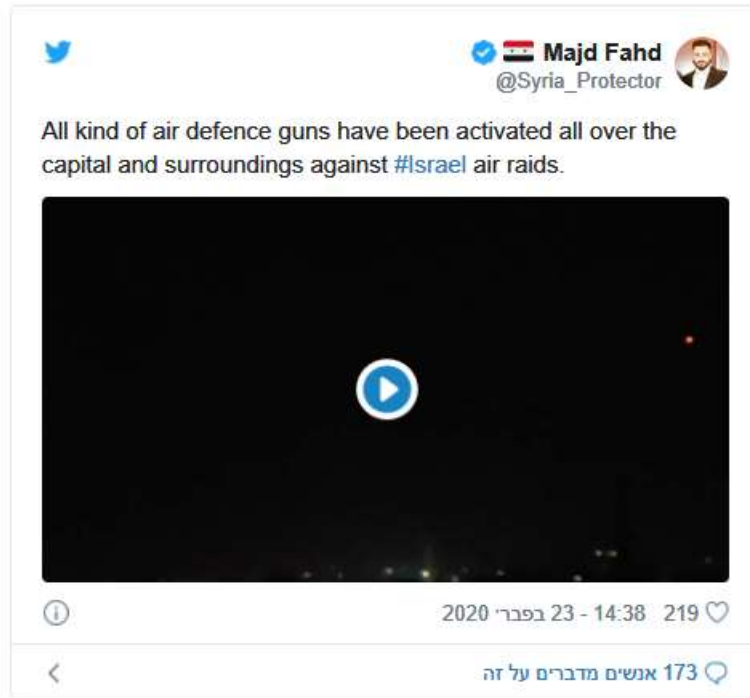 Majd Fahd
@Syria_Protector
All kind of air defence guns have been activated all over the
capital and surroundings against #Israel air raids.
219 14:38 - 23 בפבר׳ 2020
173 אנשים מדברים על זה